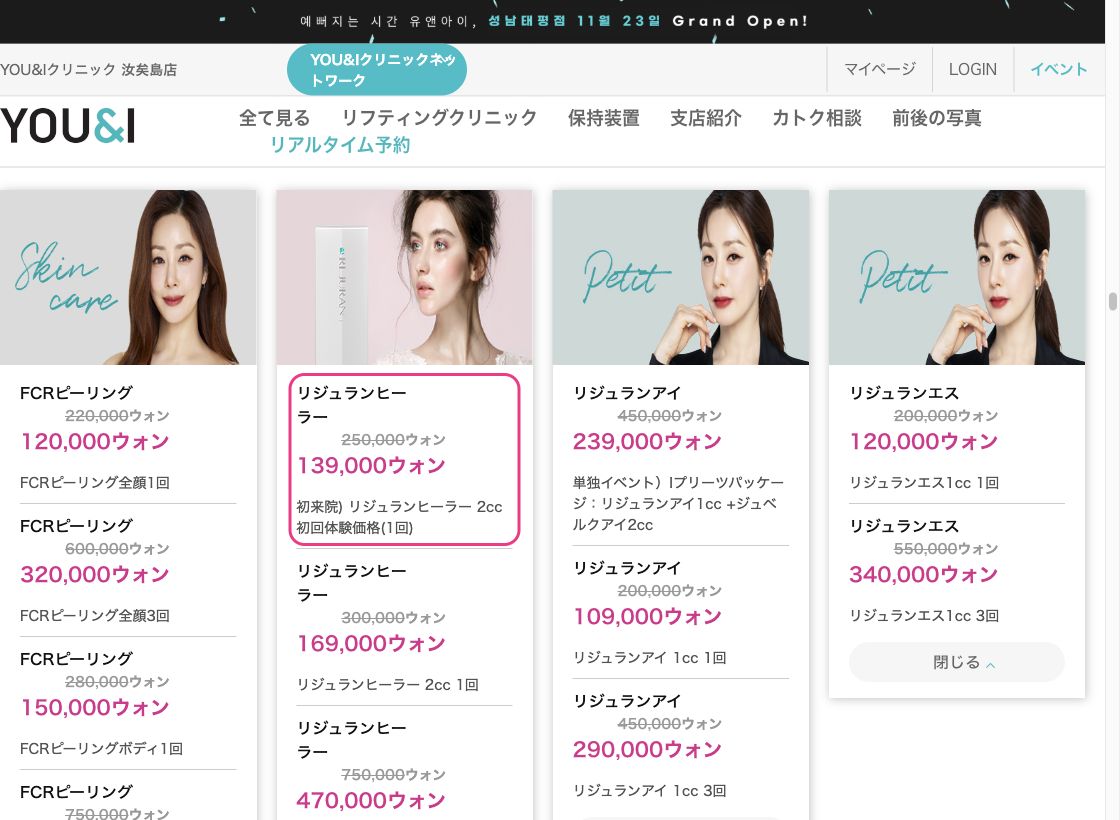 예뻐지는 시간 유앤아이, 성남태평점 11월 23일 Grand Open!
YOU&Iクリニック 汝矣島店
YOU&Iクリニックネッ
トワーク
マイページ
LOGIN
イベント
YOU&I
全て見る
リフティングクリニック
保持装置
支店紹介
カトク相談
前後の写真
リアルタイム予約
Skin
care
FCRピーリング
220,000ウォン
120,000ウォン
FCRピーリング全顔1回
FCRピーリング
600,000ウォン
320,000ウォン
FCRピーリング全顔3回
FCRピーリング
280,000ウォン
150,000ウォン
FCRピーリングボディ1回
FCRピーリング
750,000ウォン
REJURAN
リジュランヒー
ラー
250,000ウォン
139,000ウォン
初来院) リジュランヒーラー 2cc
初回体験価格(1回)
リジュランヒー
ラー
300,000ウォン
169,000ウォン
リジュランヒーラー 2cc 1回
リジュランヒー
ラー
750,000ウォン
470,000ウォン
Petit
リジュランアイ
450,000ウォン
239,000ウォン
単独イベント）Iプリーツパッケー
ジ：リジュランアイ1cc +ジュベ
ルクアイ2cc
リジュランアイ
200,000ウォン
109,000ウォン
リジュランアイ 1cc 1回
リジュランアイ
450,000ウォン
290,000ウォン
リジュランアイ 1cc 3回
Petit
リジュランエス
200,000ウォン
120,000ウォン
リジュランエス1cc 1回
リジュランエス
550,000ウォン
340,000ウォン
リジュランエス1cc 3回
閉じる